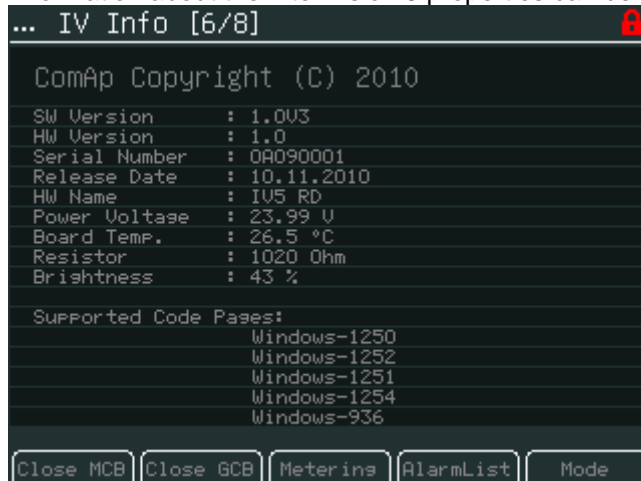 ... IV Info [6/8]
ComAp Copyright (C) 2010
SW Version : 1.0V3
HW Version : 1.0
Serial Number : 0A090001
Release Date : 10.11.2010
HW Name : IV5 RD
Power Voltage : 23.99 V
Board Temp. : 26.5 °C
Resistor : 1020 Ohm
Brightness : 43 %
Supported Code Pages:
Windows-1250
Windows-1252
Windows-1251
Windows-1254
Windows-936
Close MCB Close GCB Metering AlarmList Mode